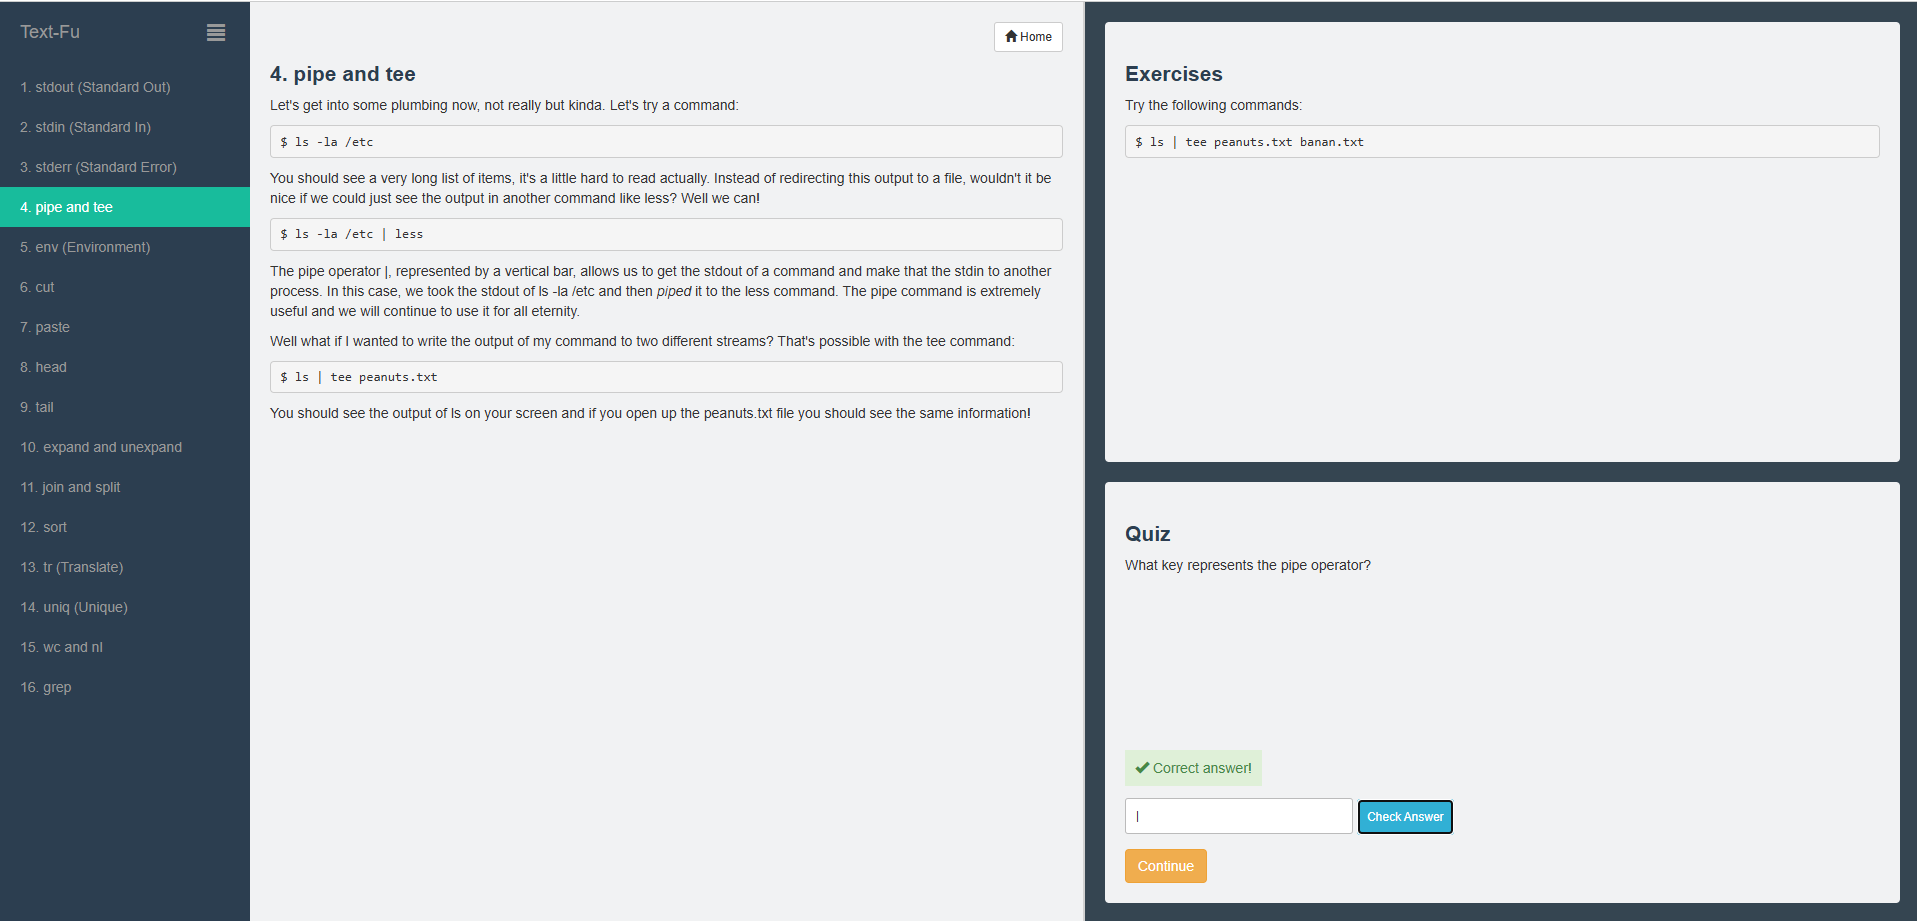 Text-Fu
1. stdout (Standard Out)
2. stdin (Standard In)
3. stderr (Standard Error)
4. pipe and tee
5. env (Environment)
6. cut
7. paste
8. head
9. tail
10. expand and unexpand
11. join and split
12. sort
13. tr (Translate)
14. uniq (Unique)
15. wc and nl
16. grep
Home
4. pipe and tee
Let's get into some plumbing now, not really but kinda. Let's try a command:
$ ls -la /etc
You should see a very long list of items, it's a little hard to read actually. Instead of redirecting this output to a file, wouldn't it be
nice if we could just see the output in another command like less? Well we can!
$ ls -la /etc | less
The pipe operator |, represented by a vertical bar, allows us to get the stdout of a command and make that the stdin to another
process. In this case, we took the stdout of ls -la /etc and then piped it to the less command. The pipe command is extremely
useful and we will continue to use it for all eternity.
Well what if I wanted to write the output of my command to two different streams? That's possible with the tee command:
$ ls | tee peanuts.txt
You should see the output of ls on your screen and if you open up the peanuts.txt file you should see the same information!
Exercises
Try the following commands:
$ ls | tee peanuts.txt banan.txt
Quiz
What key represents the pipe operator?
Correct answer!
|
Check Answer
Continue